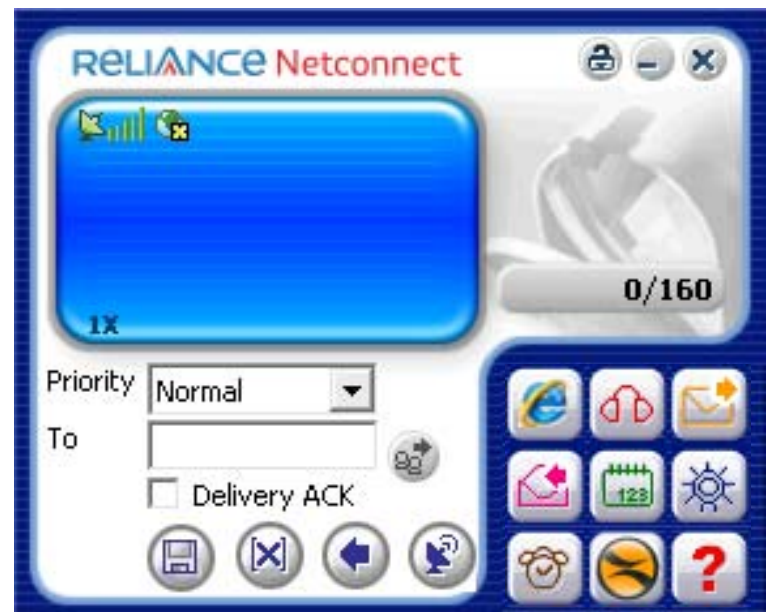 RELIANCE Netconnect
1X
0/160
Priority Normal
To
Delivery ACK
123
?